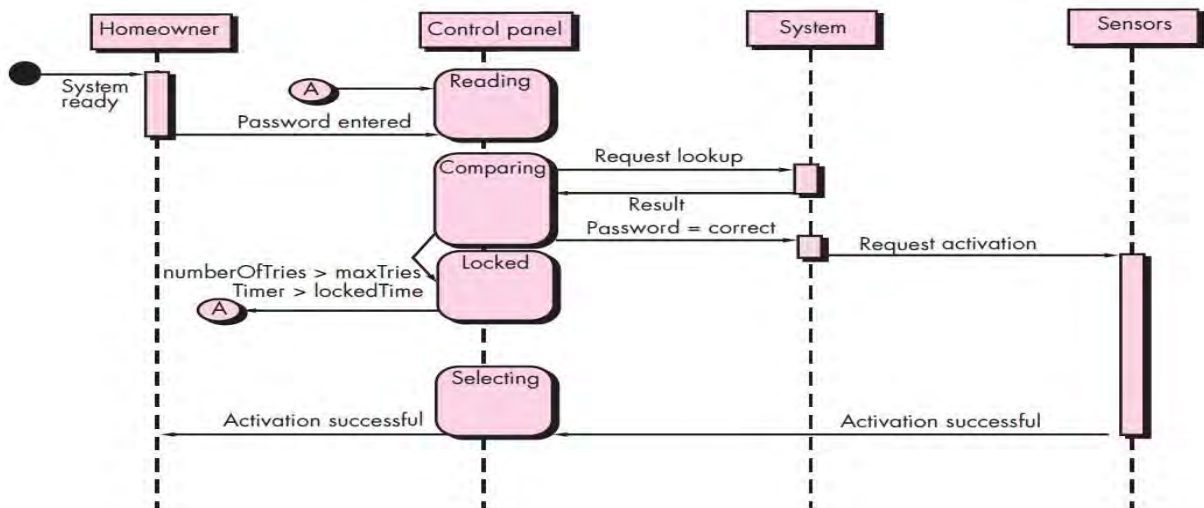 Homeowner
Control panel
System
Sensors
System
ready
A
Reading
Password entered
Comparing
Request lookup
Result
Password = correct
Request activation
Locked
numberOfTries > maxTries
Timer > lockedTime
A
Selecting
Activation successful
Activation successful